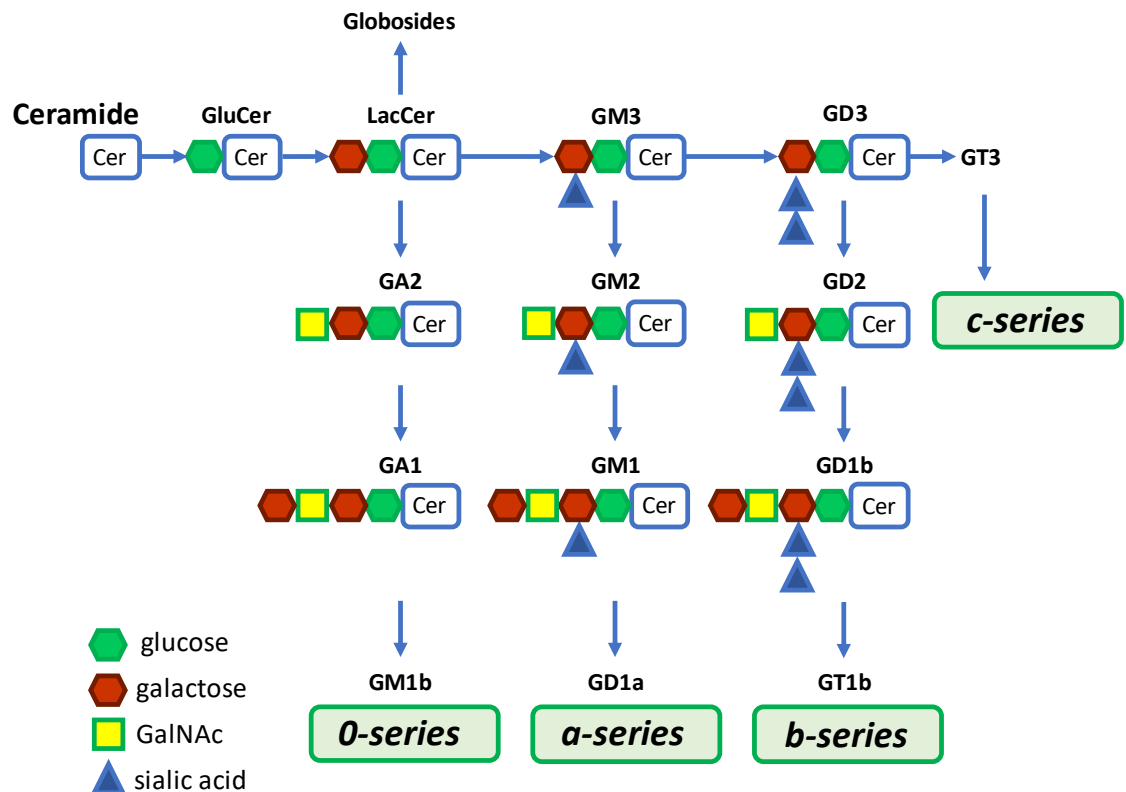 Globosides
Ceramide
GluCer
LacCer
GM3
GD3
Cer
Cer
Cer
Cer
Cer
GT3
GA2
GM2
GD2
Cer
Cer
Cer
c-series
GA1
GM1
GD1b
Cer
Cer
Cer
glucose
galactose
GalNAc
sialic acid
GM1b
GD1a
GT1b
0-series
a-series
b-series